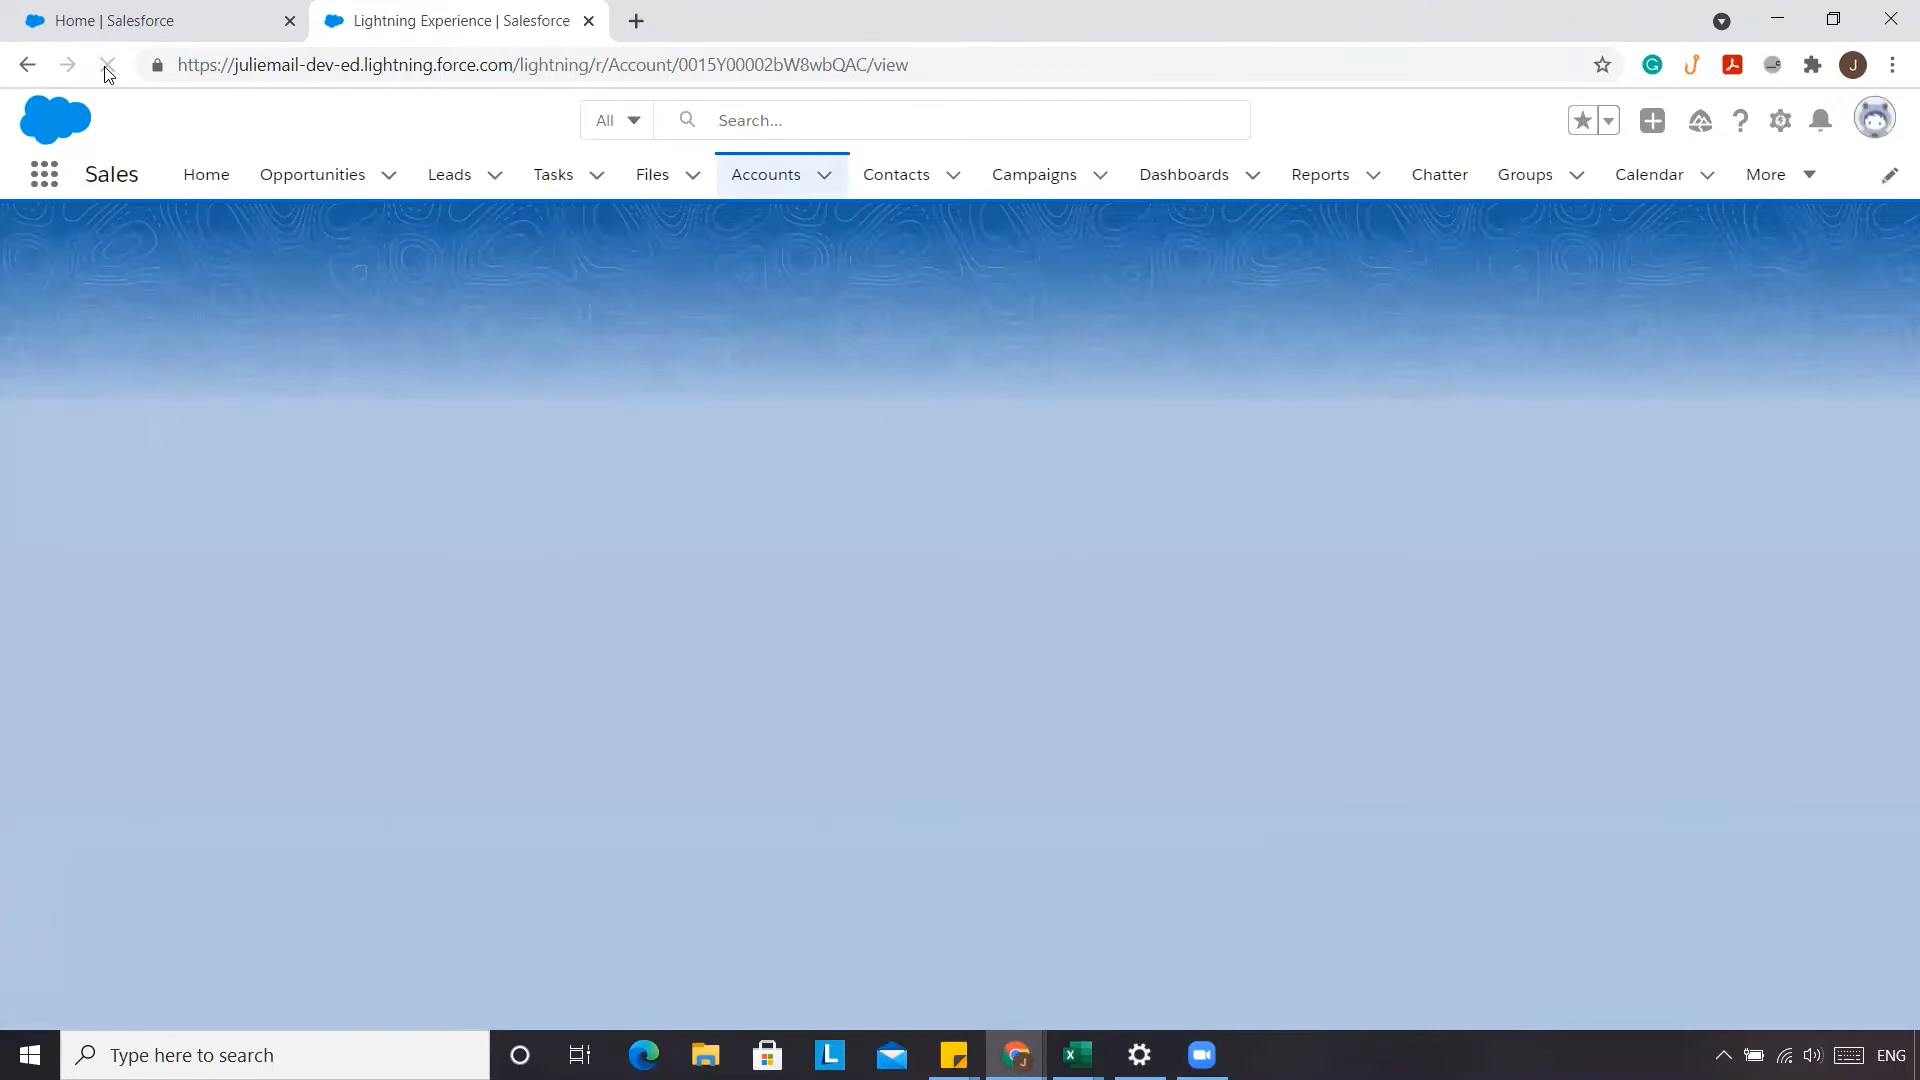 Home | Salesforce
Lightning Experience | Salesforce
https://juliemail-dev-ed.lightning.force.com/lightning/r/Account/0015Y00002bW8wbQAC/view
J
All
Search...
Sales
Home
Opportunities
Leads
Tasks
Files
Accounts
Contacts
Campaigns
Dashboards
Reports
Chatter
Groups
Calendar
More
Type here to search
L
ENG